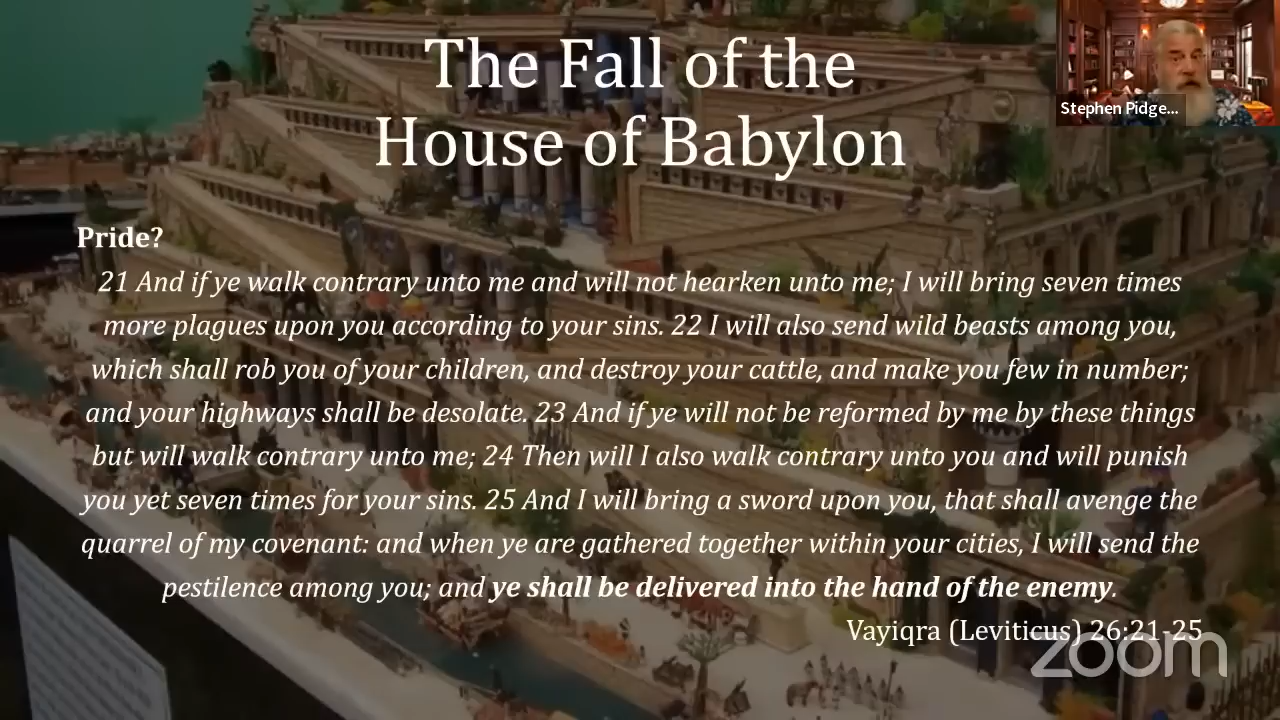 The Fall of the
House of Babylon
Stephen Pidge...
Pride?
21 And if ye walk contrary unto me and will not hearken unto me; I will bring seven times
more plagues upon you according to your sins. 22 I will also send wild beasts among you,
which shall rob you of your children, and destroy your cattle, and make you few in number;
and your highways shall be desolate. 23 And if ye will not be reformed by me by these things
but will walk contrary unto me; 24 Then will I also walk contrary unto you and will punish
you yet seven times for your sins. 25 And I will bring a sword upon you, that shall avenge the
quarrel of my covenant: and when ye are gathered together within your cities, I will send the
pestilence among you; and ye shall be delivered into the hand of the enemy.
Vayiqra (Leviticus) 26:21-25
zoom